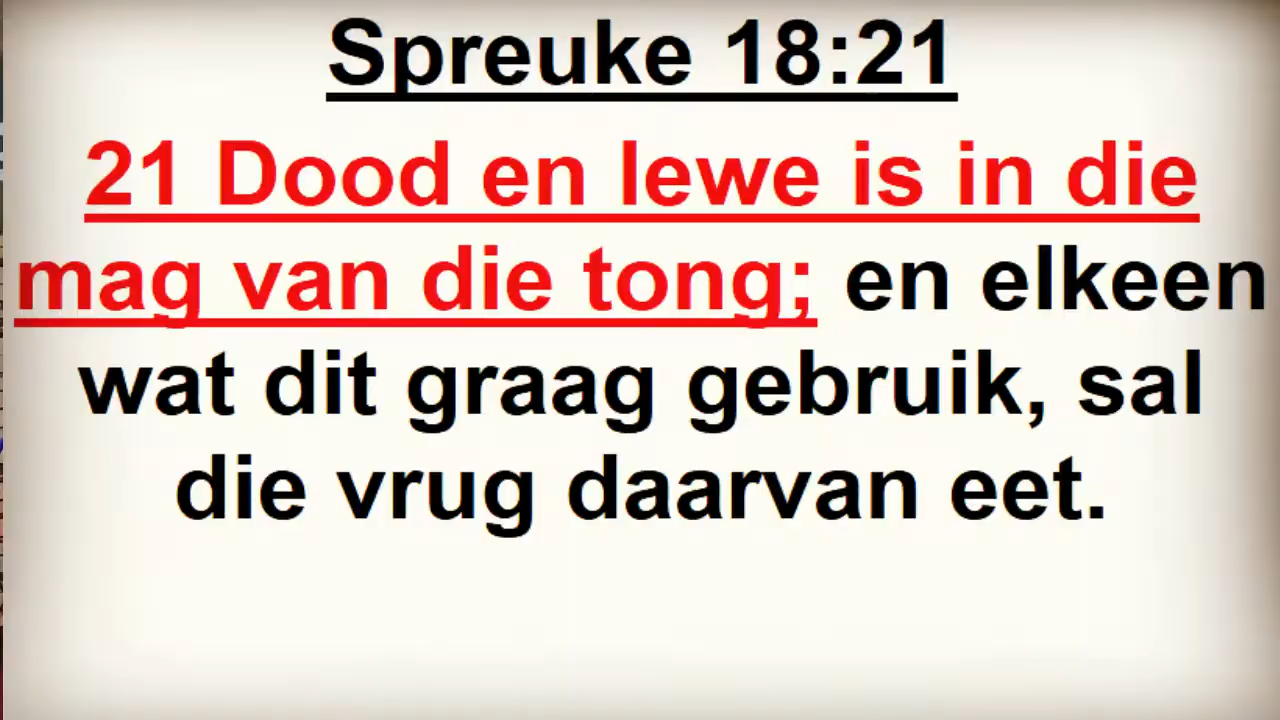 Spreuke 18:21
21 Dood en lewe is in die
mag van die tong; en elkeen
wat dit graag gebruik, sal
die vrug daarvan eet.